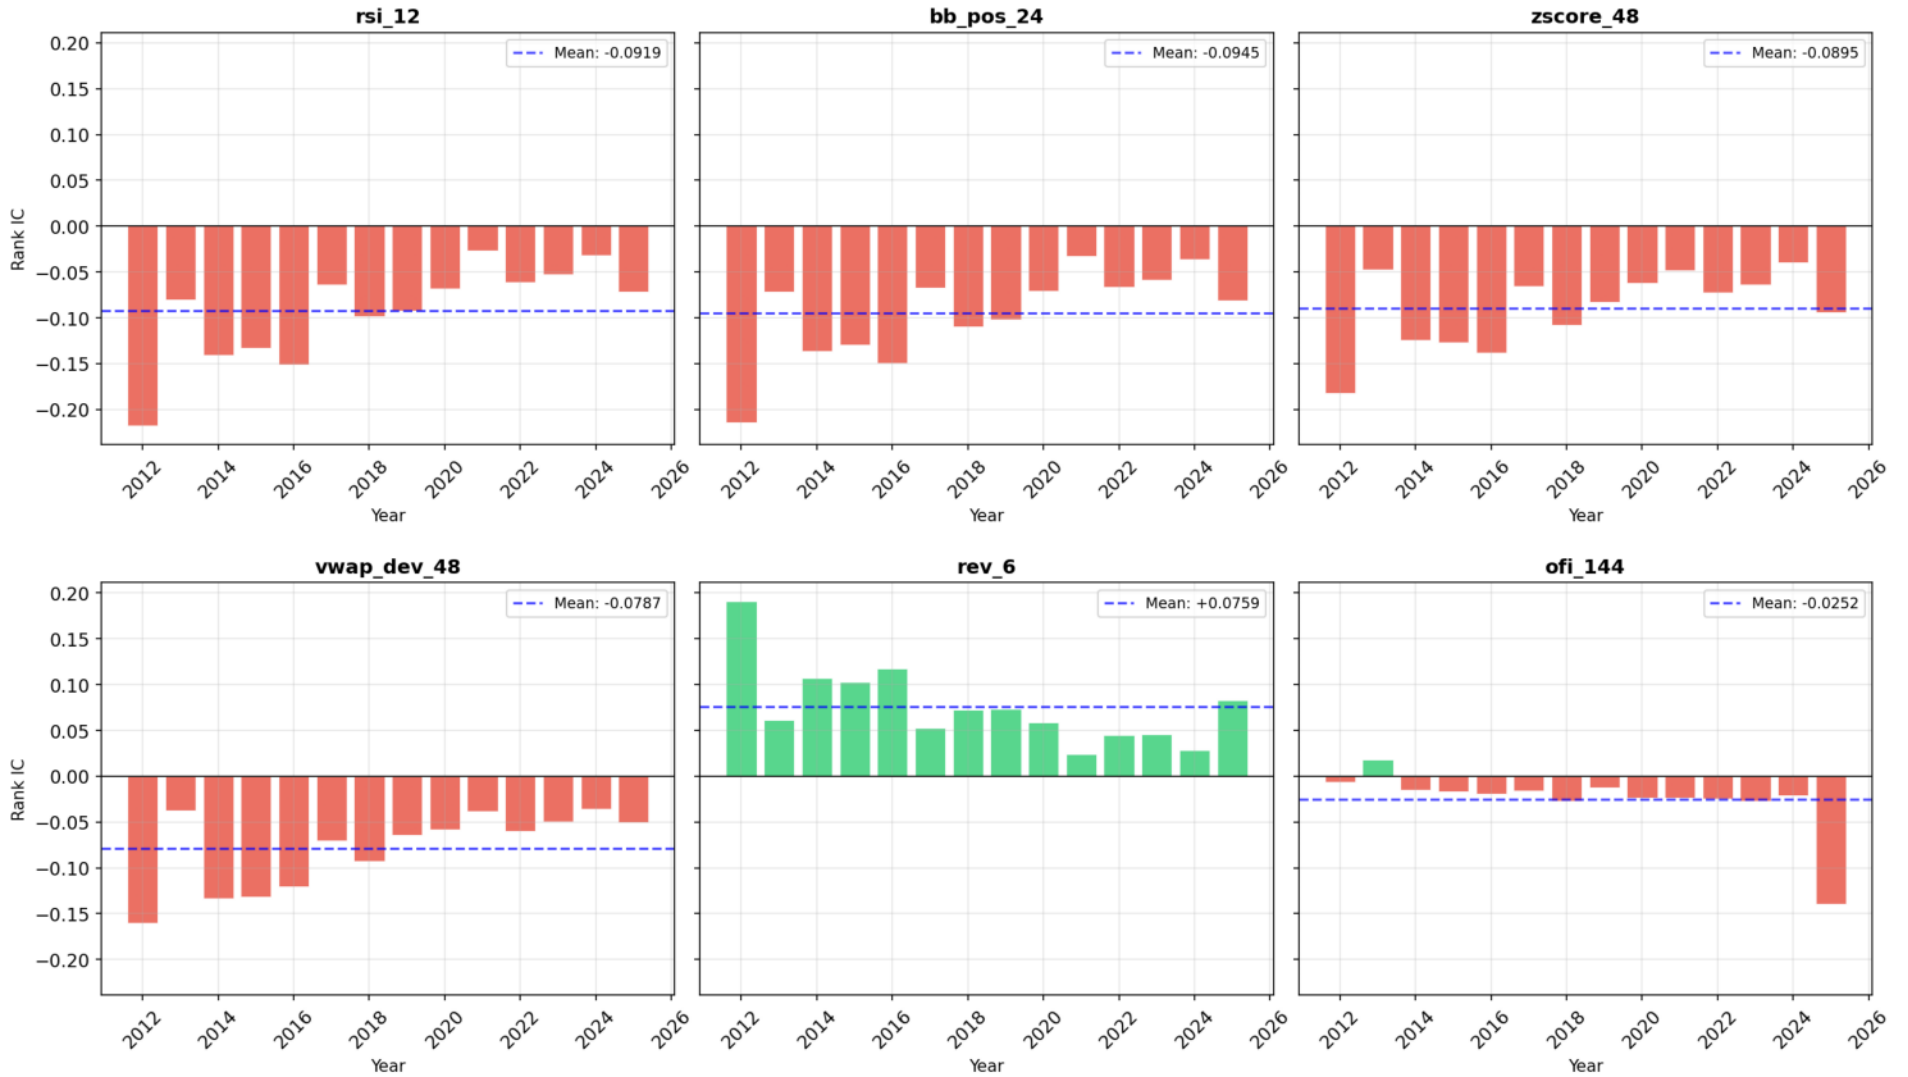 rsi_12
bb_pos_24
zscore_48
Mean: -0.0919
Mean: -0.0945
Mean: -0.0895
0.20
0.15
0.10
0.05
0.00
−0.05
−0.10
−0.15
−0.20
Rank IC
2012 2014 2016 2018 2020 2022 2024 2026
2012 2014 2016 2018 2020 2022 2024 2026
2012 2014 2016 2018 2020 2022 2024 2026
Year
Year
Year
vwap_dev_48
rev_6
ofi_144
Mean: -0.0787
Mean: +0.0759
Mean: -0.0252
0.20
0.15
0.10
0.05
0.00
−0.05
−0.10
−0.15
−0.20
Rank IC
2012 2014 2016 2018 2020 2022 2024 2026
2012 2014 2016 2018 2020 2022 2024 2026
2012 2014 2016 2018 2020 2022 2024 2026
Year
Year
Year